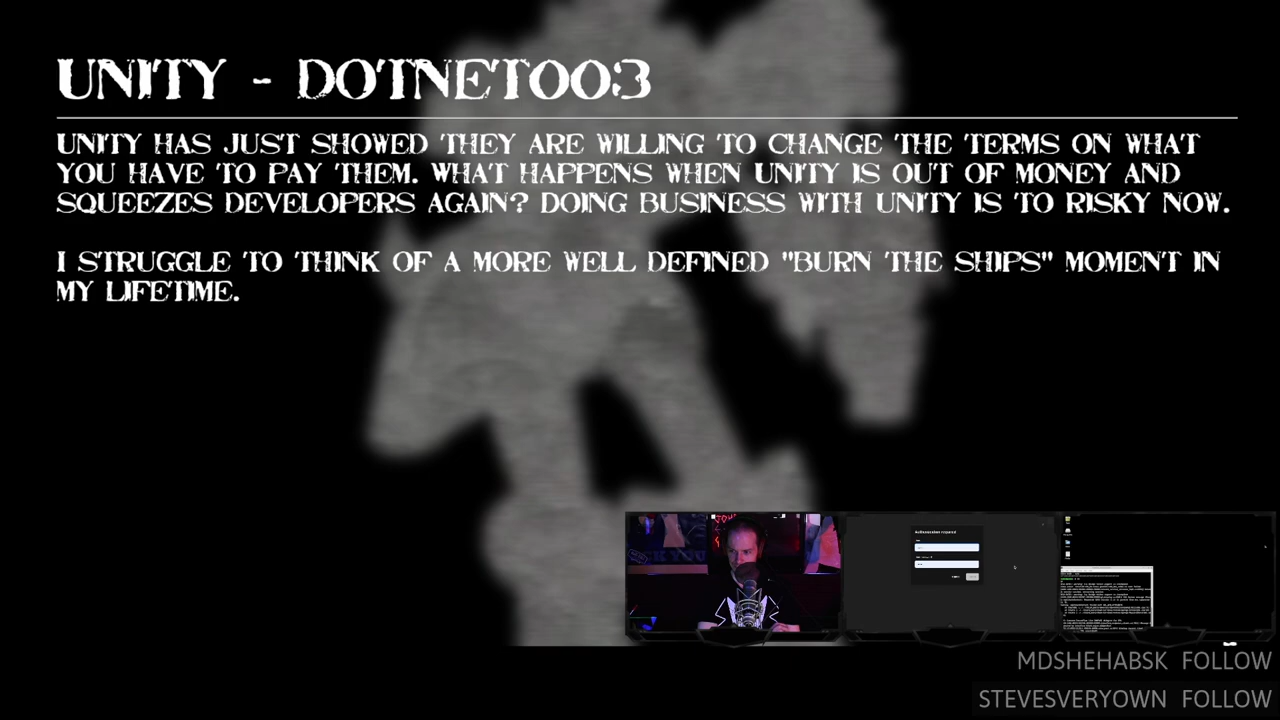 UNITY - DOTNET003
UNITY HAS JUST SHOWED THEY ARE WILLING TO CHANGE THE TERMS ON WHAT
YOU HAVE TO PAY THEM. WHAT HAPPENS WHEN UNITY IS OUT OF MONEY AND
SQUEEZES DEVELOPERS AGAIN? DOING BUSINESS WITH UNITY IS TO RISKY NOW.
I STRUGGLE TO THINK OF A MORE WELL DEFINED "BURN THE SHIPS" MOMENT IN
MY LIFETIME.
MDSHEHABSK FOLLOW
STEVESVERYOWN FOLLOW